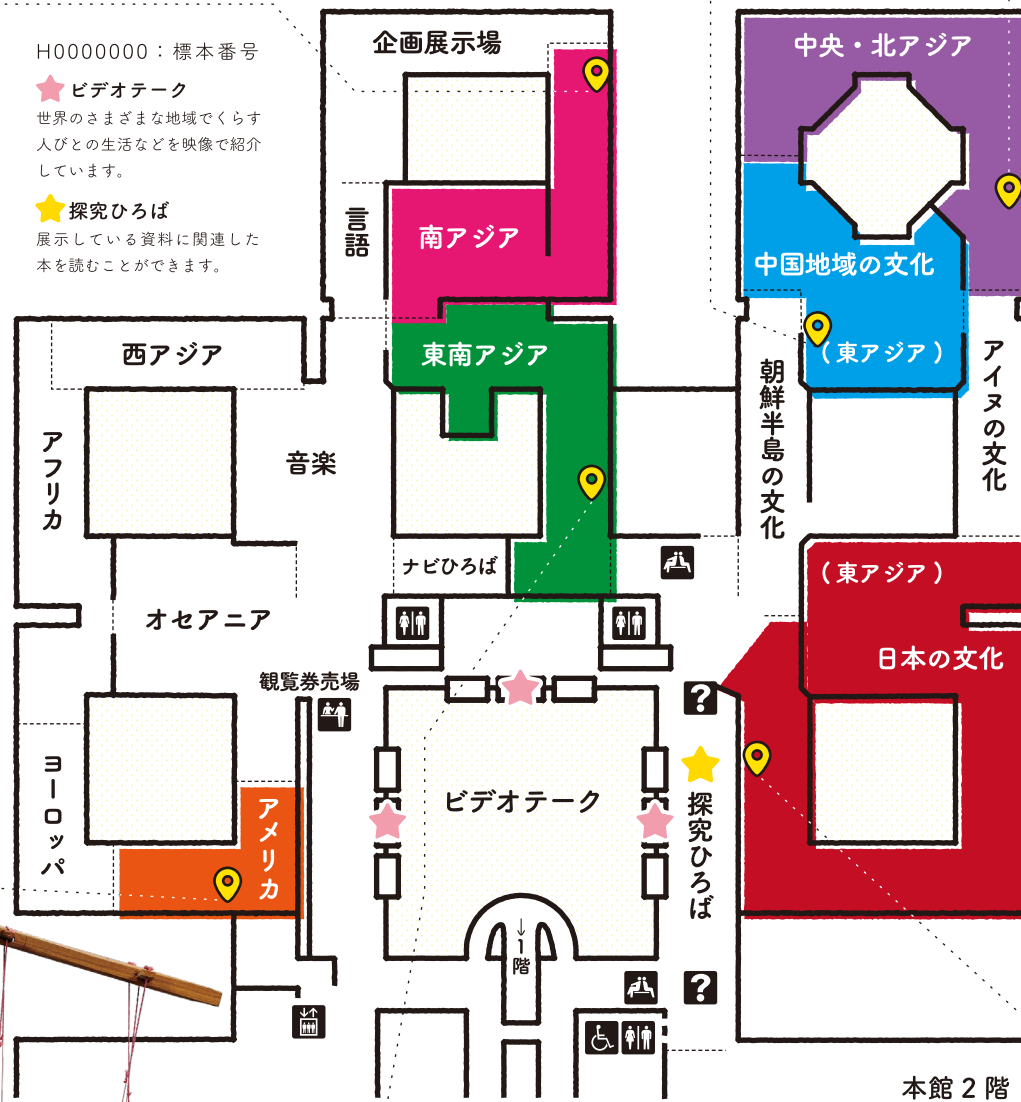 H0000000：標本番号
ビデオテーク
世界のさまざまな地域でくらす
人びとの生活などを映像で紹介
しています。
探究ひろば
展示している資料に関連した
本を読むことができます。
企画展示場
中央・北アジア
言語
南アジア
中国地域の文化
（東アジア）
西アジア
東南アジア
朝鮮半島の文化
アイヌの文化
アフリカ
音楽
ナビひろば
（東アジア）
オセアニア
日本の文化
観覧券売場
?
ヨーロッパ
アメリカ
ビデオテーク
探究ひろば
→1階
?
本館2階